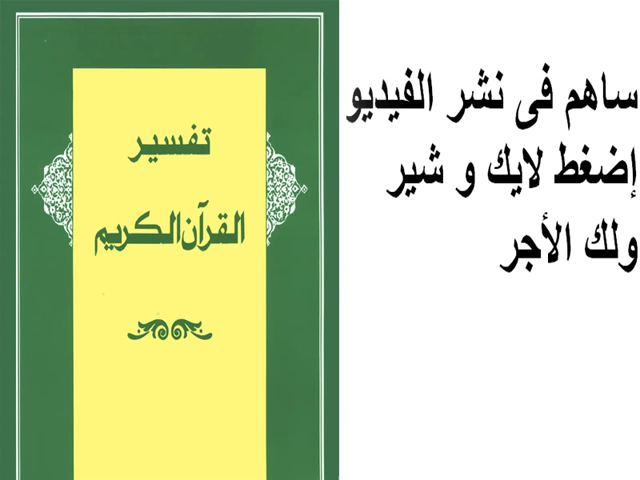 ساهم فى نشر الفيديو
إضغط لايك و شير
ولك الأجر
تفسير
القرآن الكريم